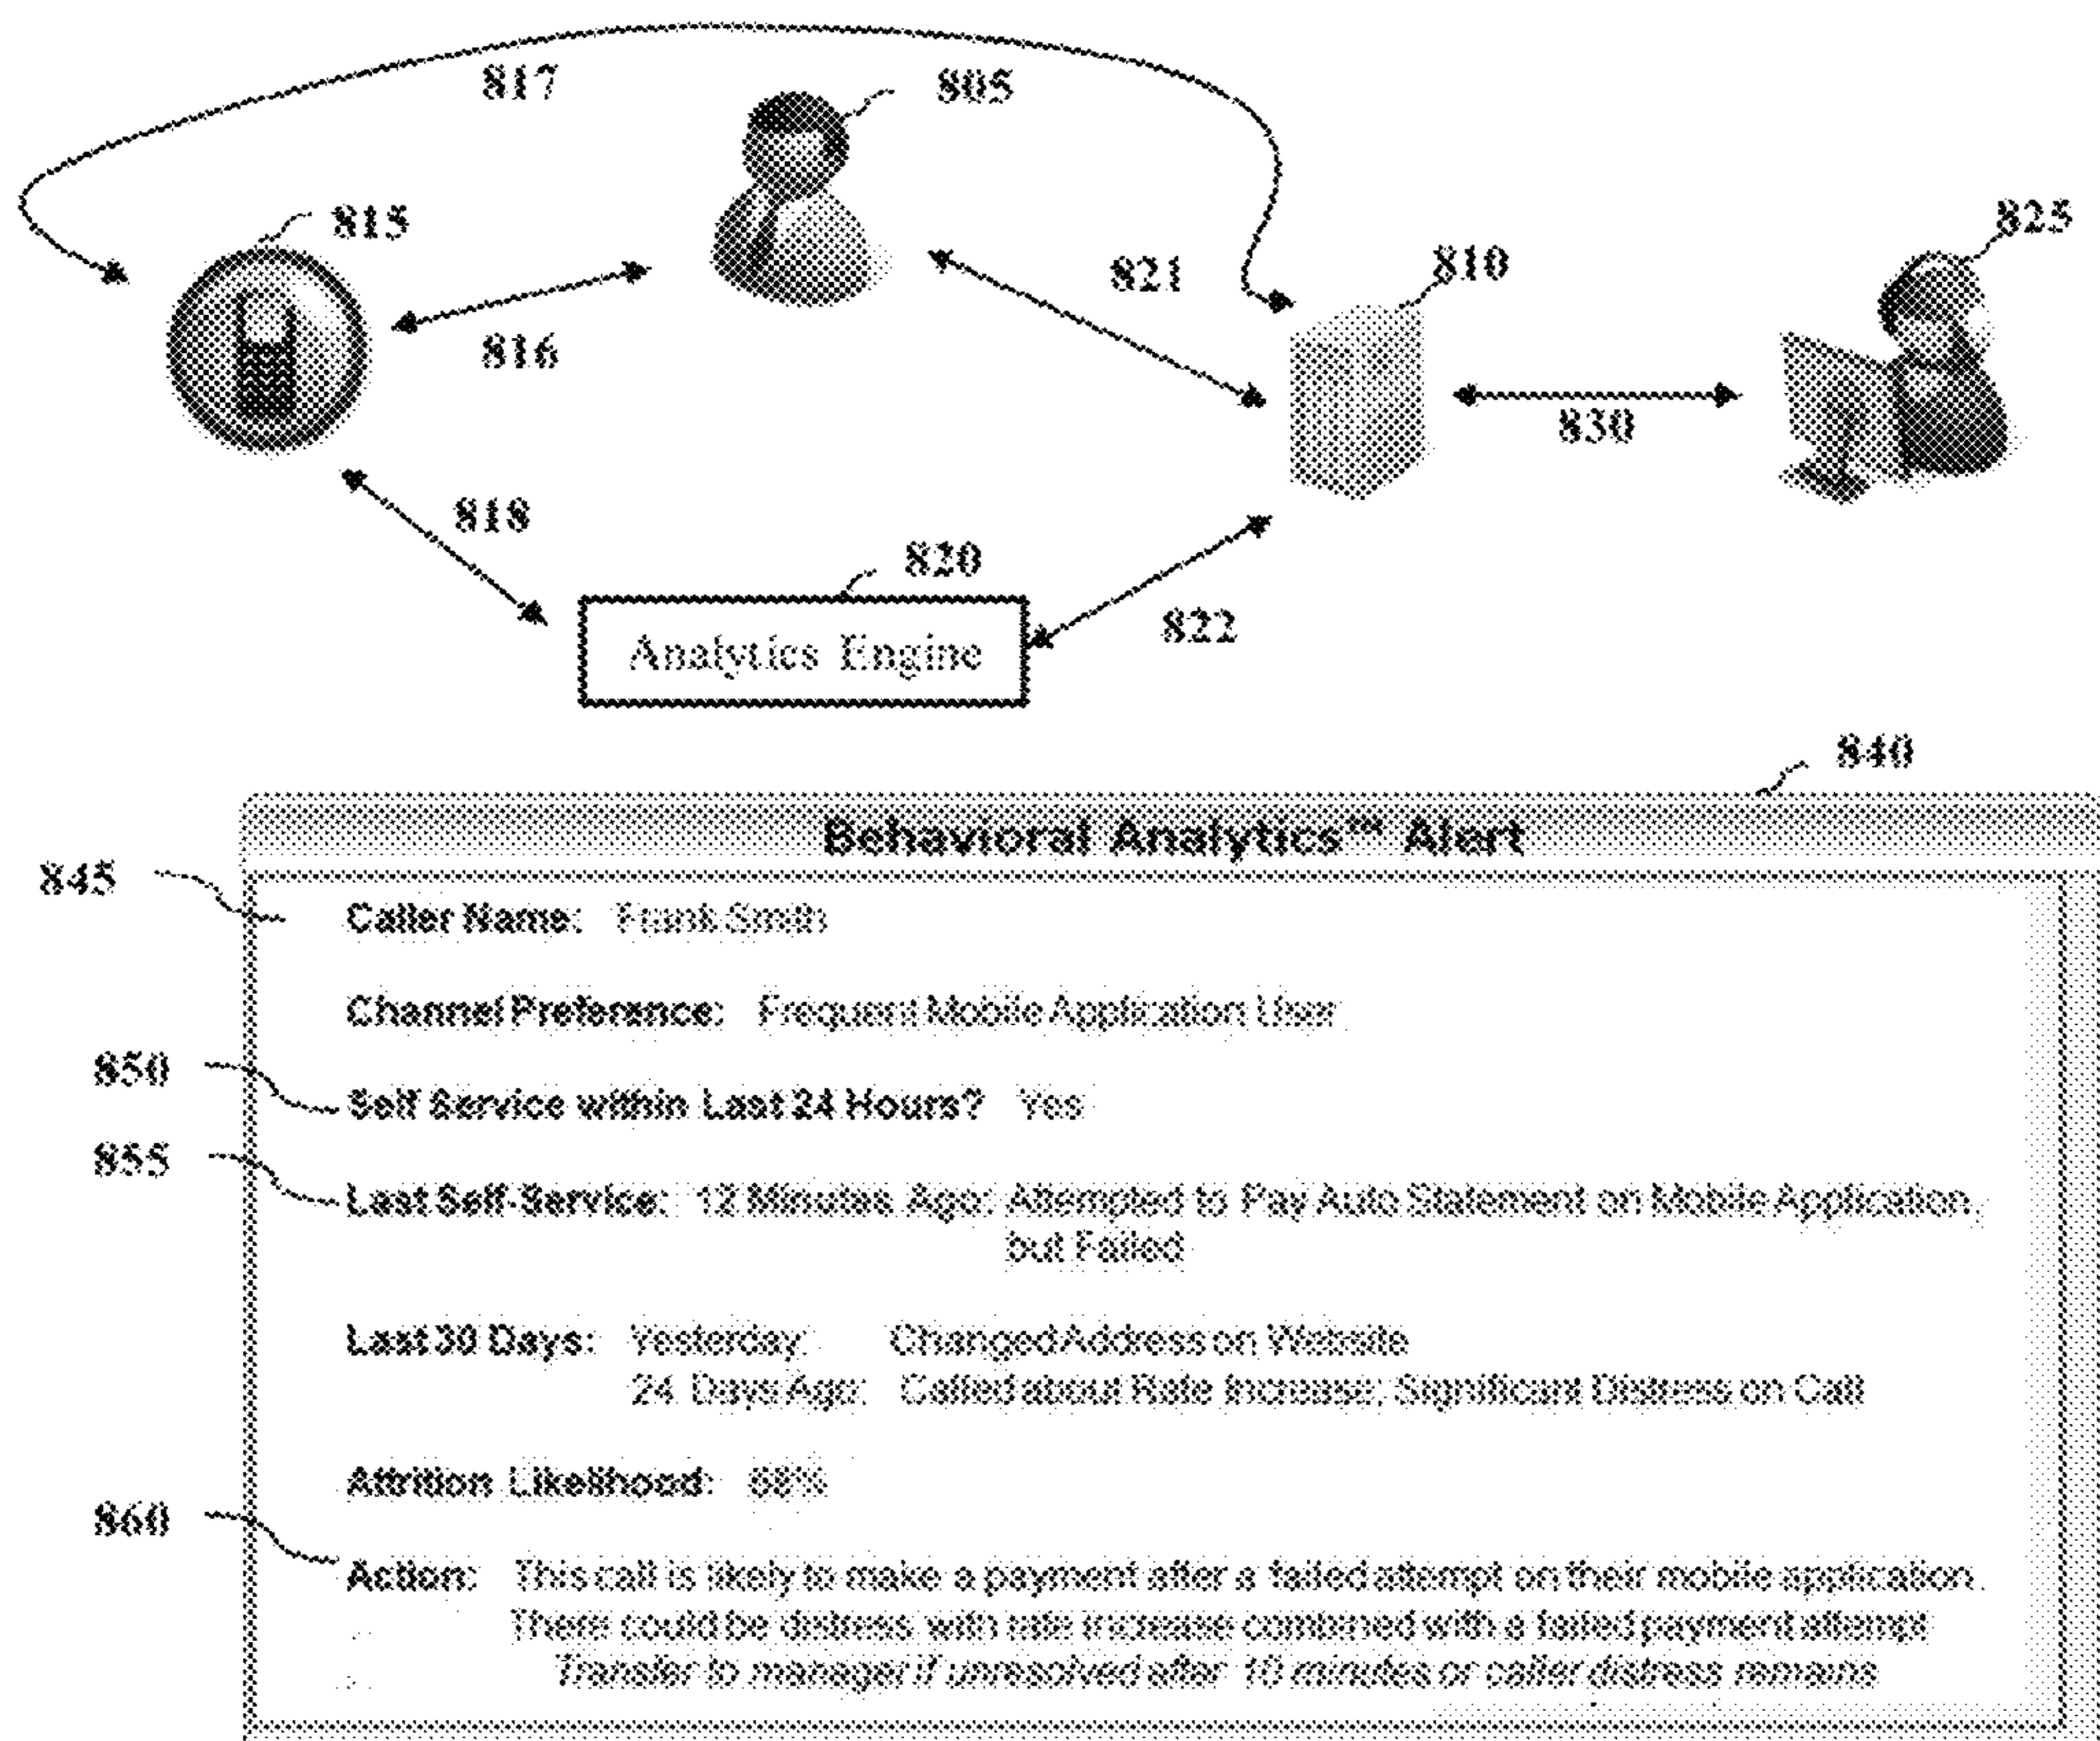 817
805
815
825
821
810
816
830
818
820
822
Analytics Engine
840
Behavioral Analytics™ Alert
845
Caller Name: Frank Smith
Channel Preference: Frequent Mobile Application User
850
Self Service within Last 24 Hours? Yes
855
Last Self-Service: 12 Minutes Ago: Attempted to Pay Auto Statement on Mobile Application,
but Failed
Last 30 Days: Yesterday: Changed Address on Website
24 Days Ago: Called about Rate Increase; Significant Distress on Call
Attrition Likelihood:
860
Action: This call is likely to make a payment after a failed attempt on their mobile application.
There could be distress with rate increase combined with a failed payment attempt
Transfer to manager if unresolved after 10 minutes or caller distress remains